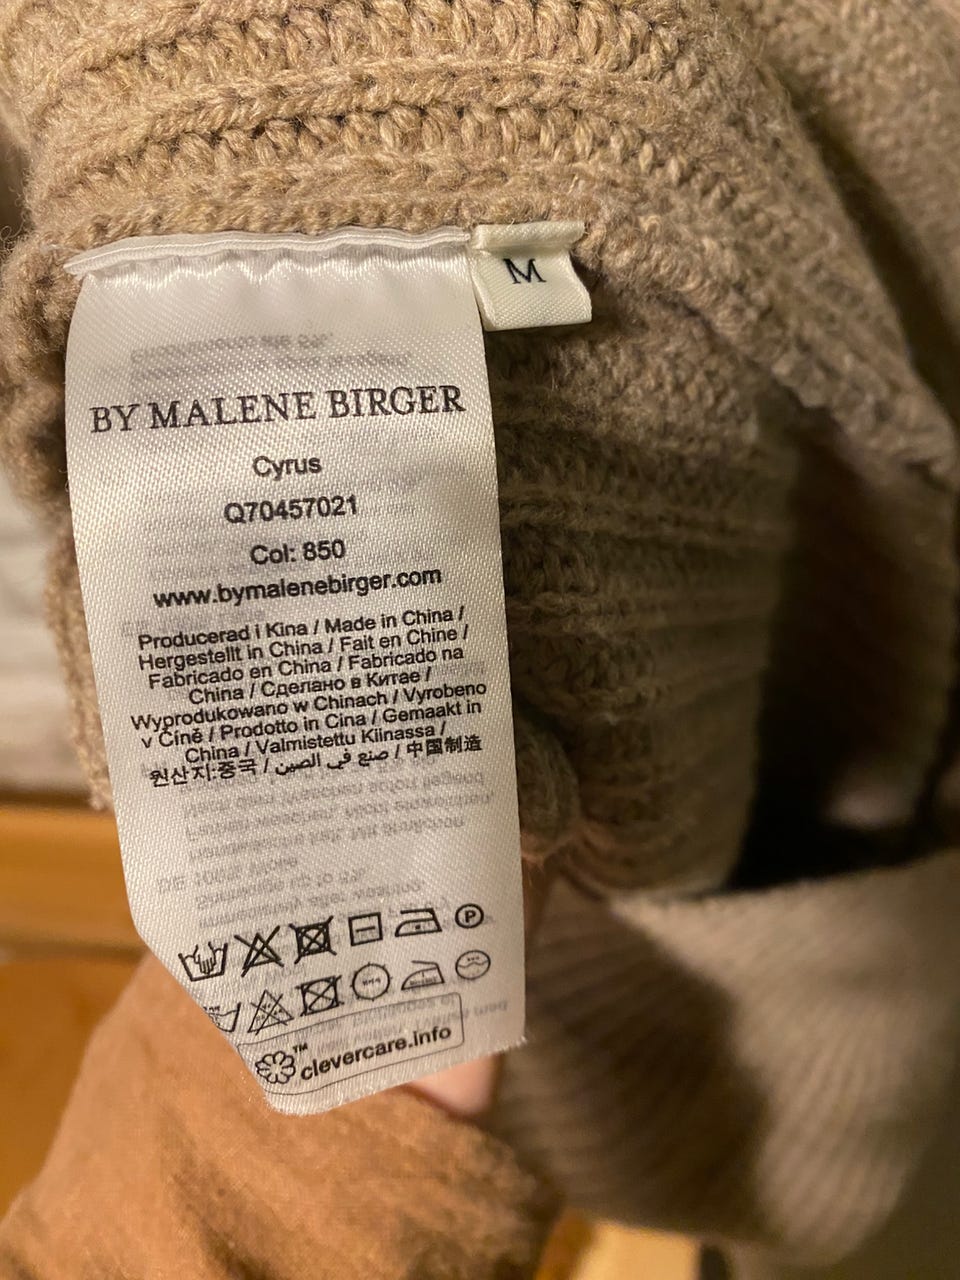 M
BY MALENE BIRGER
Cyrus
Q70457021
Col: 850
www.bymalenebirger.com
Producerad i Kina / Made in China /
Hergestellt in China / Fait en Chine /
Fabricado en China / Fabricado na
China / Сделано в Китае /
Wyprodukowano w Chinach / Vyrobeno
v Číně / Prodotto in Cina / Gemaakt in
China / Valmistettu Kiinassa /
원산지:중국 / صنع في الصين / 中国制造
P
TM
clevercare.info